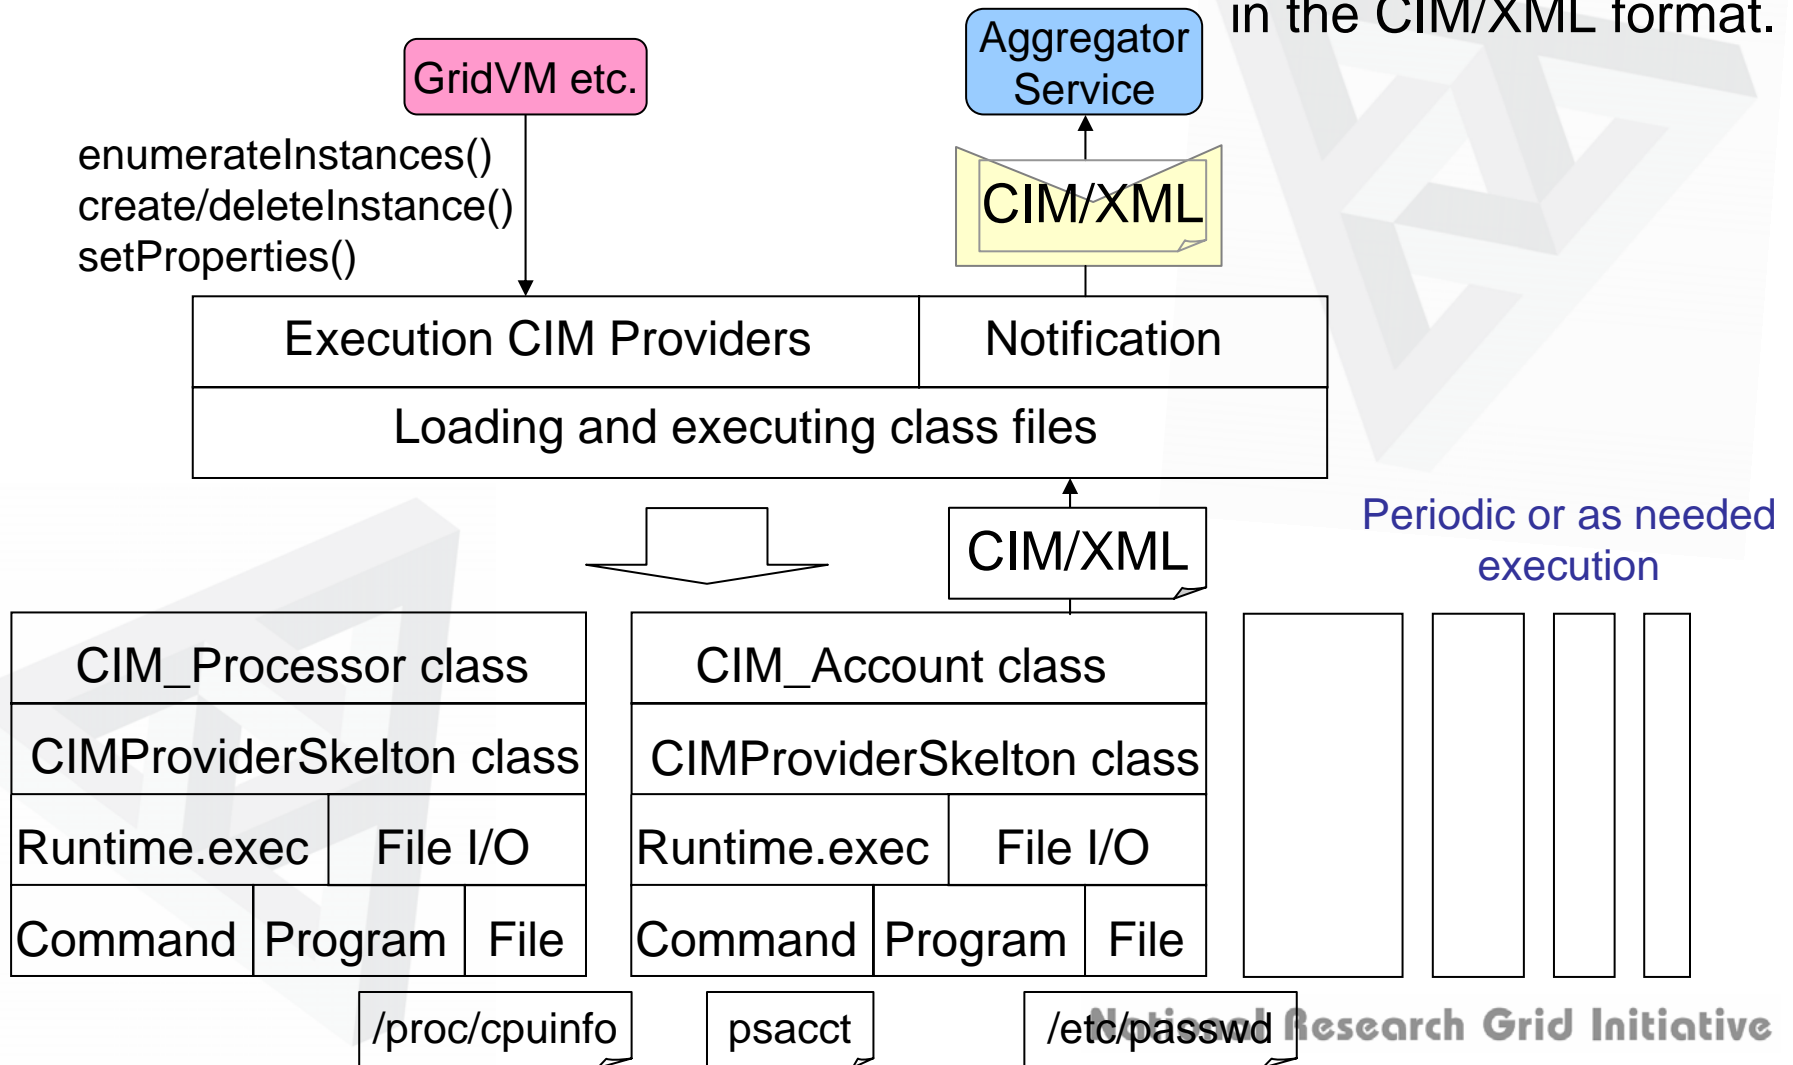 in the CIM/XML format.
GridVM etc.
Aggregator
Service
enumerateInstances()
create/deleteInstance()
setProperties()
CIM/XML
Execution CIM Providers
Notification
Loading and executing class files
CIM/XML
Periodic or as needed
execution
CIM_Processor class
CIM_Account class
CIMProviderSkelton class
CIMProviderSkelton class
Runtime.exec
File I/O
Runtime.exec
File I/O
Command
Program
File
Command
Program
File
/proc/cpuinfo
psacct
/etc/passwd
National Research Grid Initiative